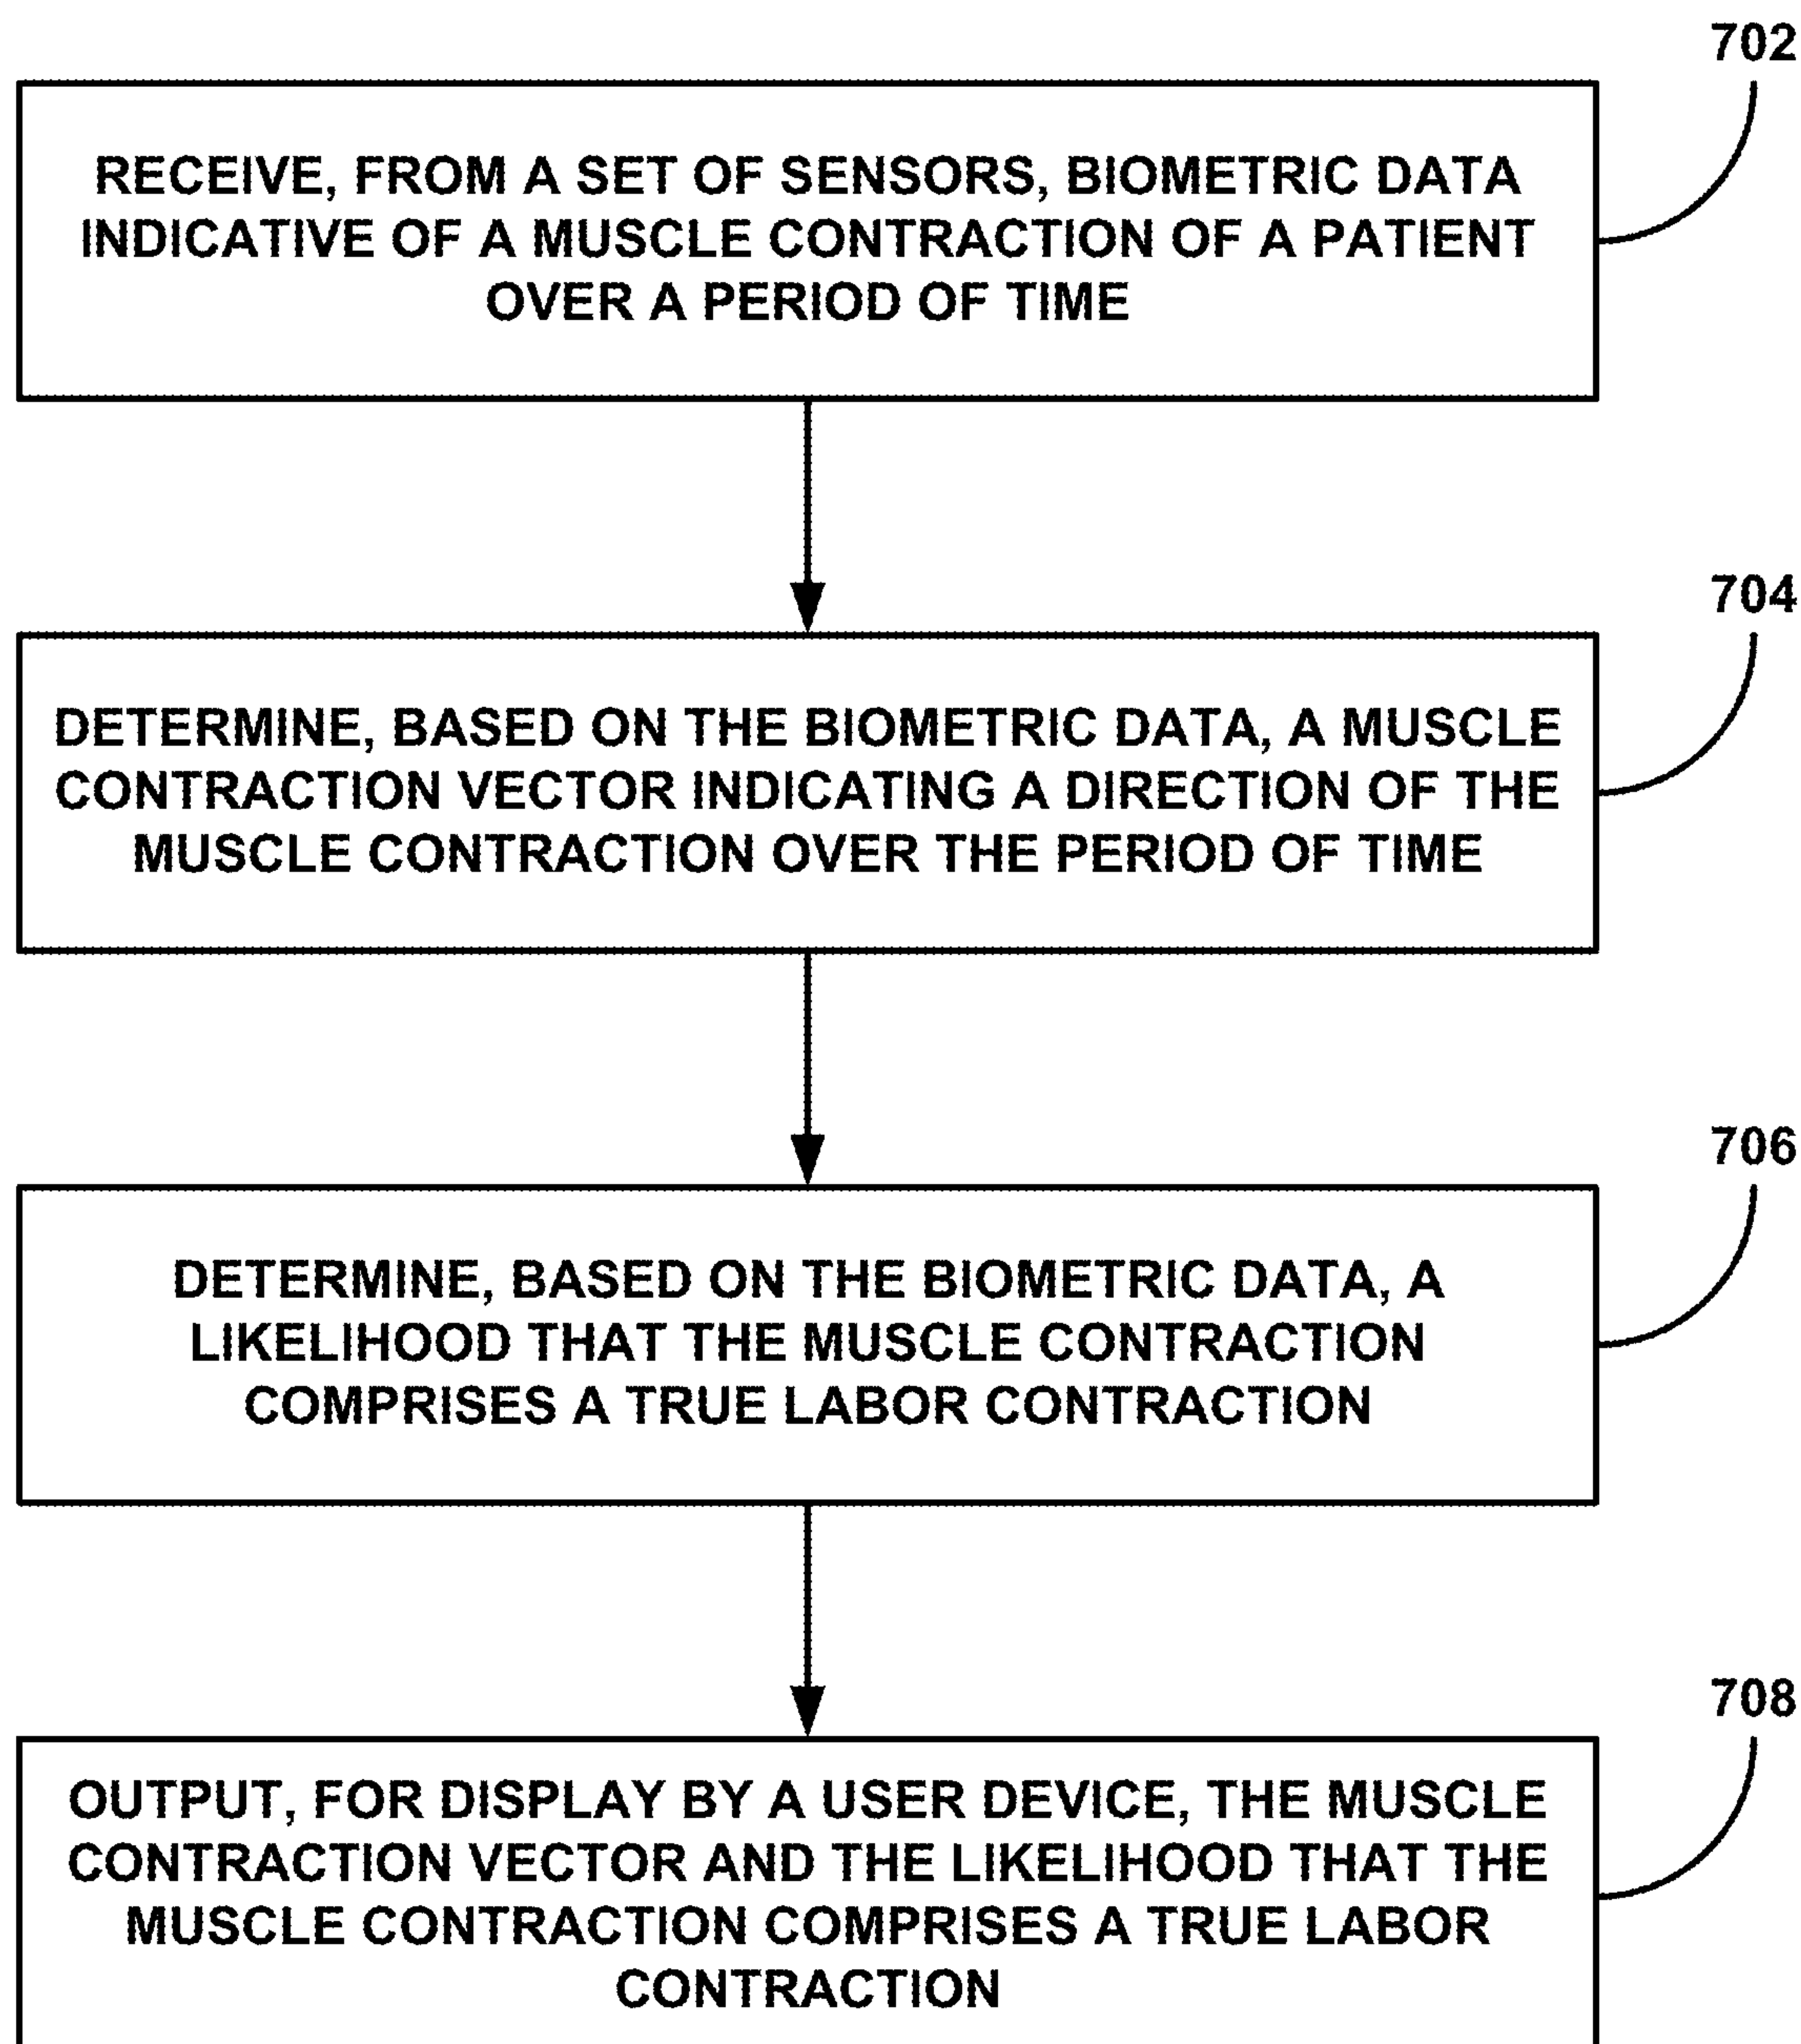 702
RECEIVE, FROM A SET OF SENSORS, BIOMETRIC DATA
INDICATIVE OF A MUSCLE CONTRACTION OF A PATIENT
OVER A PERIOD OF TIME
704
DETERMINE, BASED ON THE BIOMETRIC DATA, A MUSCLE
CONTRACTION VECTOR INDICATING A DIRECTION OF THE
MUSCLE CONTRACTION OVER THE PERIOD OF TIME
706
DETERMINE, BASED ON THE BIOMETRIC DATA, A
LIKELIHOOD THAT THE MUSCLE CONTRACTION
COMPRISES A TRUE LABOR CONTRACTION
708
OUTPUT, FOR DISPLAY BY A USER DEVICE, THE MUSCLE
CONTRACTION VECTOR AND THE LIKELIHOOD THAT THE
MUSCLE CONTRACTION COMPRISES A TRUE LABOR
CONTRACTION